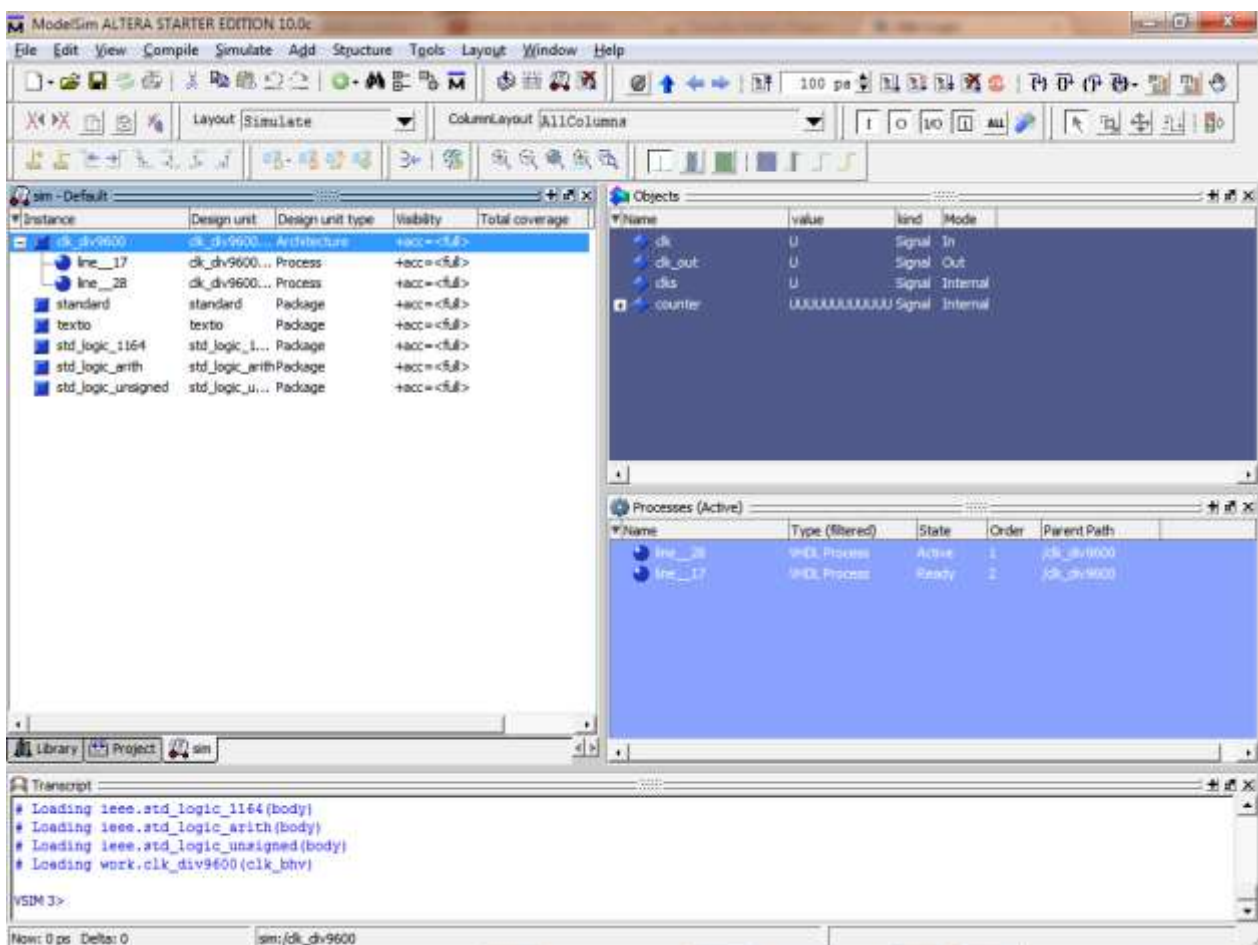 ModelSim ALTERA STARTER EDITION 10.0c
File Edit View Compile Simulate Add Structure Tools Layout Window Help
100 ps
Layout Simulate ColumnLayout AllColumns
sim - Default
Instance Design unit Design unit type Visibility Total coverage
clk_div9600 clk_div9600... Architecture +acc=<full>
line__17 clk_div9600... Process +acc=<full>
line__28 clk_div9600... Process +acc=<full>
standard standard Package +acc=<full>
textio textio Package +acc=<full>
std_logic_1164 std_logic_1... Package +acc=<full>
std_logic_arith std_logic_arith Package +acc=<full>
std_logic_unsigned std_logic_u... Package +acc=<full>
Library Project sim
Objects
Name Value Kind Mode
clk U Signal In
clk_out U Signal Out
clks U Signal Internal
counter UUUUUUUUUUUU Signal Internal
Processes (Active)
Name Type (filtered) State Order Parent Path
line__28 VHDL Process Active 1 /clk_div9600
line__17 VHDL Process Ready 2 /clk_div9600
Transcript
# Loading ieee.std_logic_1164(body)
# Loading ieee.std_logic_arith(body)
# Loading ieee.std_logic_unsigned(body)
# Loading work.clk_div9600(clk_bhv)
VSIM 3>
Now: 0 ps Delta: 0 sim:/clk_div9600